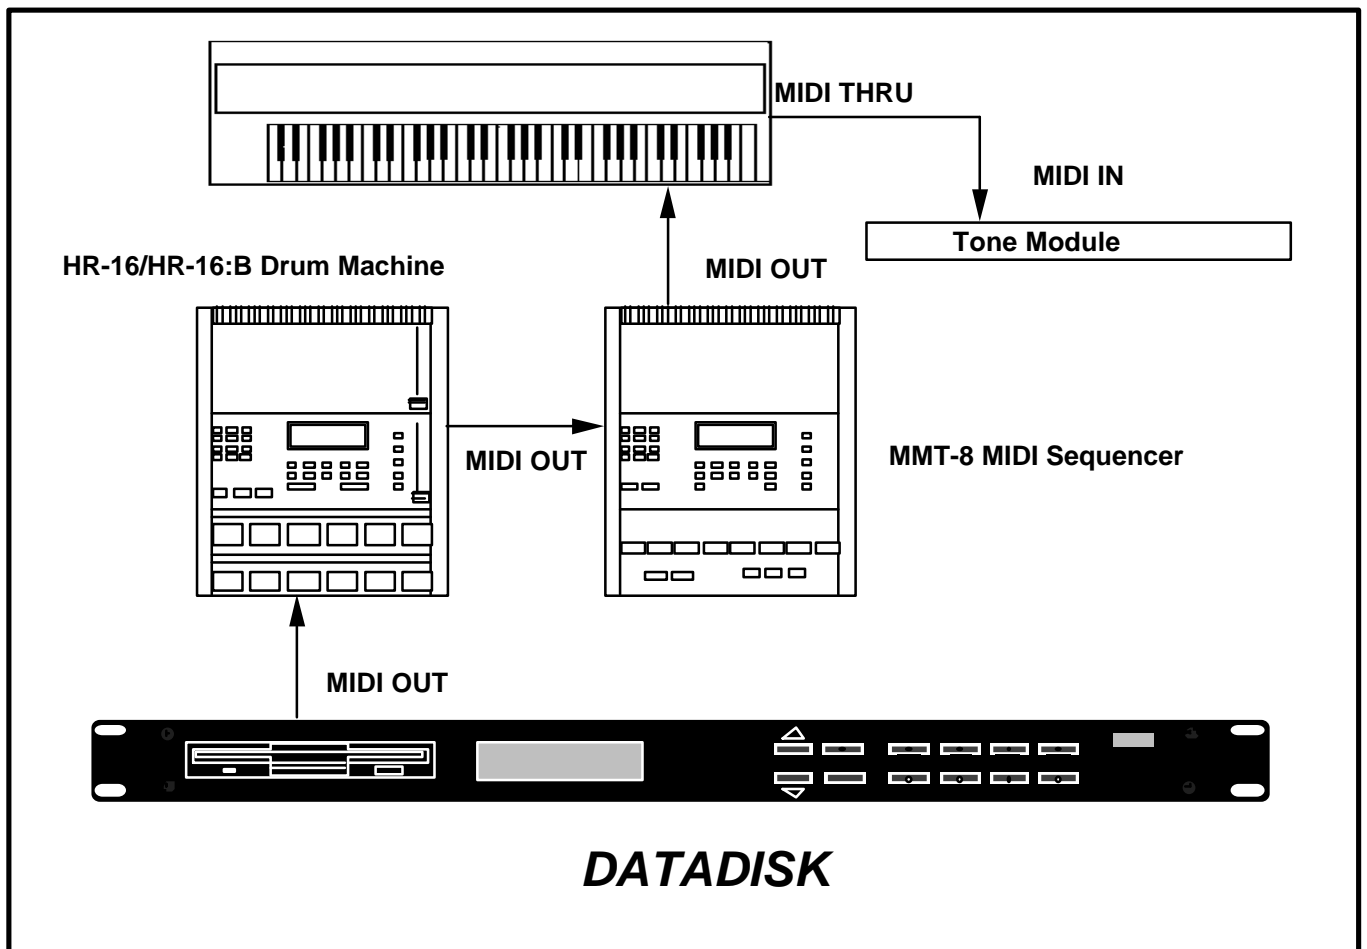 MIDI THRU
MIDI IN
Tone Module
HR-16/HR-16:B Drum Machine
MIDI OUT
MIDI OUT
MMT-8 MIDI Sequencer
MIDI OUT
DATADISK